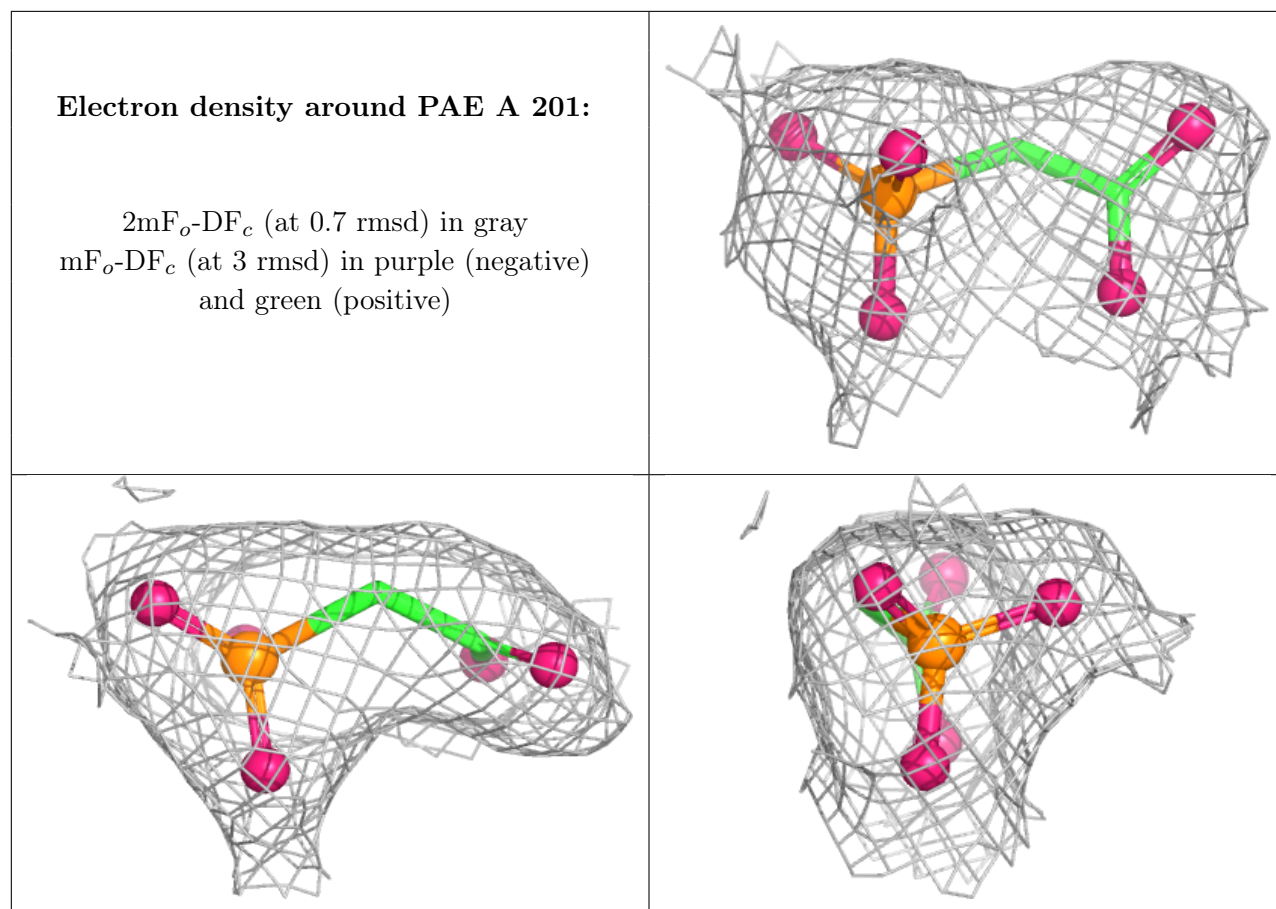 Electron density around PAE A 201:
2mFo-DFc (at 0.7 rmsd) in gray
mFo-DFc (at 3 rmsd) in purple (negative)
and green (positive)